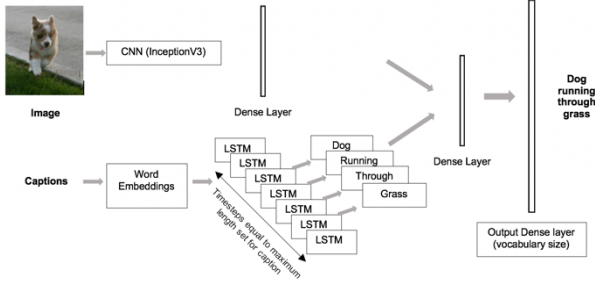 CNN (InceptionV3)
Image
Dense Layer
Dog
running
through
grass
Captions
Word
Embeddings
LSTM
LSTM
LSTM
LSTM
LSTM
LSTM
LSTM
Timesteps equal to maximum
length set for caption
Dog
Running
Through
Grass
Dense Layer
Output Dense layer
(vocabulary size)